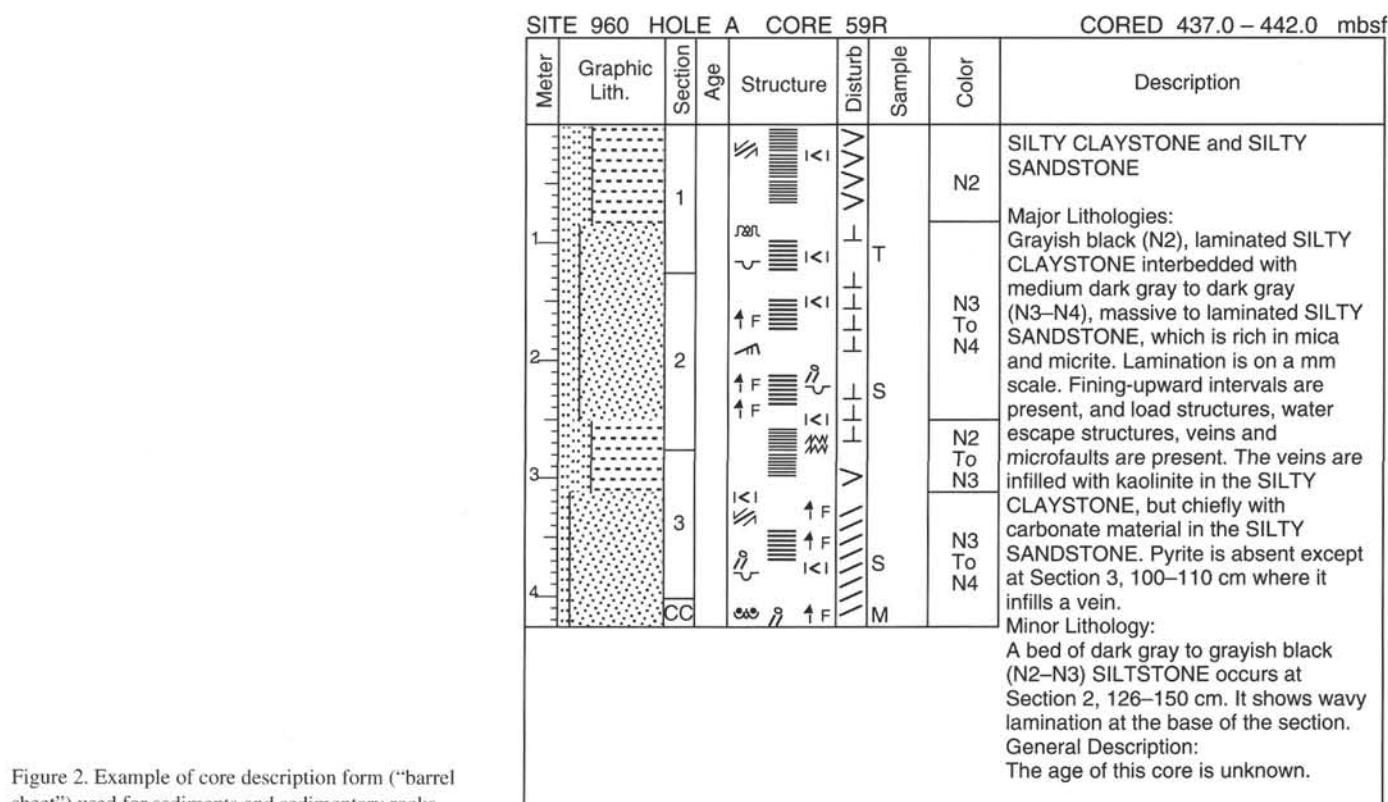 SITE 960 HOLE A CORE 59R CORED 437.0 – 442.0 mbsf
Meter
Graphic
Lith.
Section
Age
Structure
Disturb
Sample
Color
Description
1
2
3
4
1
2
3
CC
I<I
I<I
I<I
F
F
F
I<I
I<I
F
F
I<I
F
T
S
S
M
N2
N3
To
N4
N2
To
N3
N3
To
N4
SILTY CLAYSTONE and SILTY
SANDSTONE
Major Lithologies:
Grayish black (N2), laminated SILTY
CLAYSTONE interbedded with
medium dark gray to dark gray
(N3–N4), massive to laminated SILTY
SANDSTONE, which is rich in mica
and micrite. Lamination is on a mm
scale. Fining-upward intervals are
present, and load structures, water
escape structures, veins and
microfaults are present. The veins are
infilled with kaolinite in the SILTY
CLAYSTONE, but chiefly with
carbonate material in the SILTY
SANDSTONE. Pyrite is absent except
at Section 3, 100–110 cm where it
infills a vein.
Minor Lithology:
A bed of dark gray to grayish black
(N2–N3) SILTSTONE occurs at
Section 2, 126–150 cm. It shows wavy
lamination at the base of the section.
General Description:
The age of this core is unknown.
Figure 2. Example of core description form (“barrel
sheet”) used for sediments and sedimentary rocks